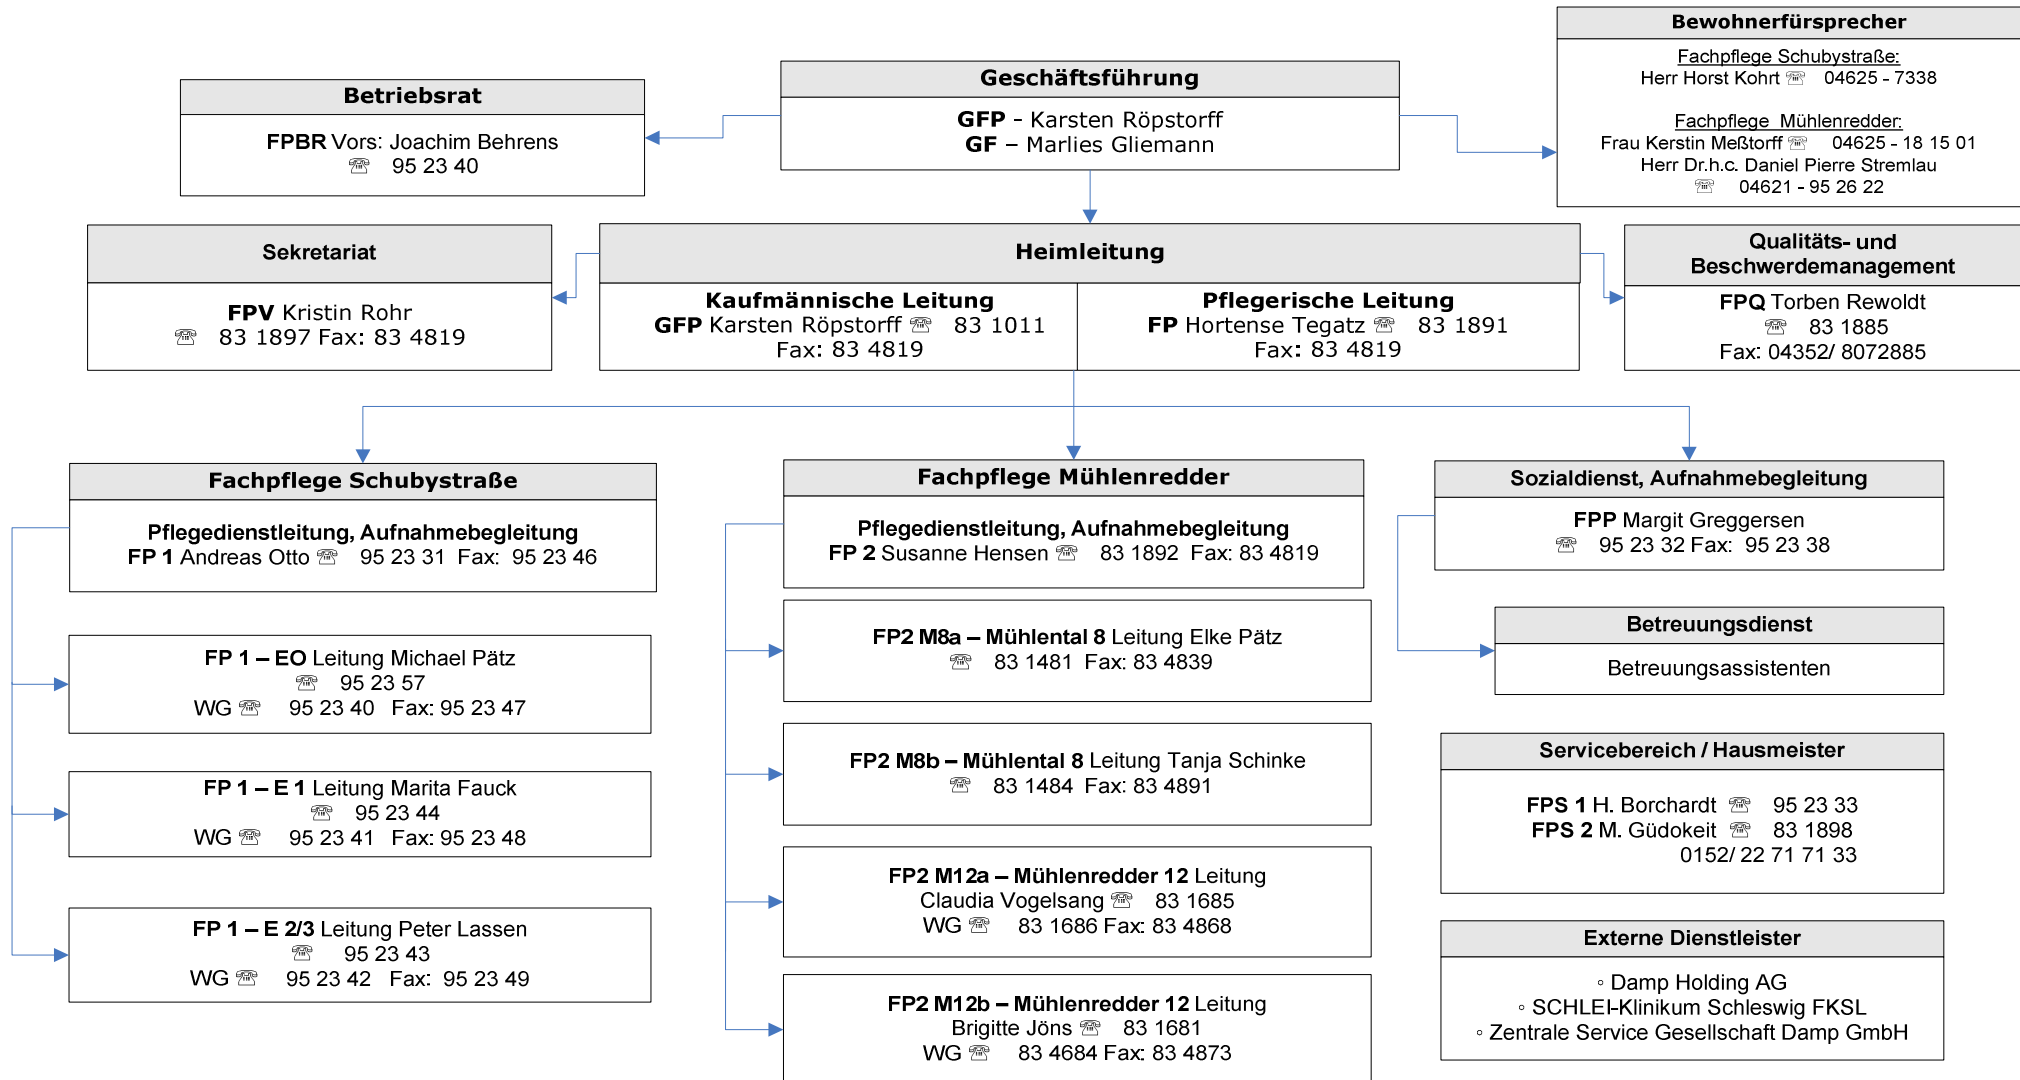 Bewohnerfürsprecher
Fachpflege Schubystraße:
Herr Horst Kohrt ☏ 04625 - 7338
Fachpflege Mühlenredder:
Frau Kerstin Meßtorff ☏ 04625 - 18 15 01
Herr Dr.h.c. Daniel Pierre Stremlau
☏ 04621 - 95 26 22
Geschäftsführung
GFP - Karsten Röpstorff
GF – Marlies Gliemann
Betriebsrat
FPBR Vors: Joachim Behrens
☏ 95 23 40
Sekretariat
FPV Kristin Rohr
☏ 83 1897 Fax: 83 4819
Heimleitung
Kaufmännische Leitung
GFP Karsten Röpstorff ☏ 83 1011
Fax: 83 4819
Pflegerische Leitung
FP Hortense Tegatz ☏ 83 1891
Fax: 83 4819
Qualitäts- und
Beschwerdemanagement
FPQ Torben Rewoldt
☏ 83 1885
Fax: 04352/ 8072885
Fachpflege Schubystraße
Pflegedienstleitung, Aufnahmebegleitung
FP 1 Andreas Otto ☏ 95 23 31 Fax: 95 23 46
FP 1 – EO Leitung Michael Pätz
☏ 95 23 57
WG ☏ 95 23 40 Fax: 95 23 47
FP 1 – E 1 Leitung Marita Fauck
☏ 95 23 44
WG ☏ 95 23 41 Fax: 95 23 48
FP 1 – E 2/3 Leitung Peter Lassen
☏ 95 23 43
WG ☏ 95 23 42 Fax: 95 23 49
Fachpflege Mühlenredder
Pflegedienstleitung, Aufnahmebegleitung
FP 2 Susanne Hensen ☏ 83 1892 Fax: 83 4819
FP2 M8a – Mühlental 8 Leitung Elke Pätz
☏ 83 1481 Fax: 83 4839
FP2 M8b – Mühlental 8 Leitung Tanja Schinke
☏ 83 1484 Fax: 83 4891
FP2 M12a – Mühlenredder 12 Leitung
Claudia Vogelsang ☏ 83 1685
WG ☏ 83 1686 Fax: 83 4868
FP2 M12b – Mühlenredder 12 Leitung
Brigitte Jöns ☏ 83 1681
WG ☏ 83 4684 Fax: 83 4873
Sozialdienst, Aufnahmebegleitung
FPP Margit Greggersen
☏ 95 23 32 Fax: 95 23 38
Betreuungsdienst
Betreuungsassistenten
Servicebereich / Hausmeister
FPS 1 H. Borchardt ☏ 95 23 33
FPS 2 M. Güdokeit ☏ 83 1898
0152/ 22 71 71 33
Externe Dienstleister
◦ Damp Holding AG
◦ SCHLEI-Klinikum Schleswig FKSL
◦ Zentrale Service Gesellschaft Damp GmbH